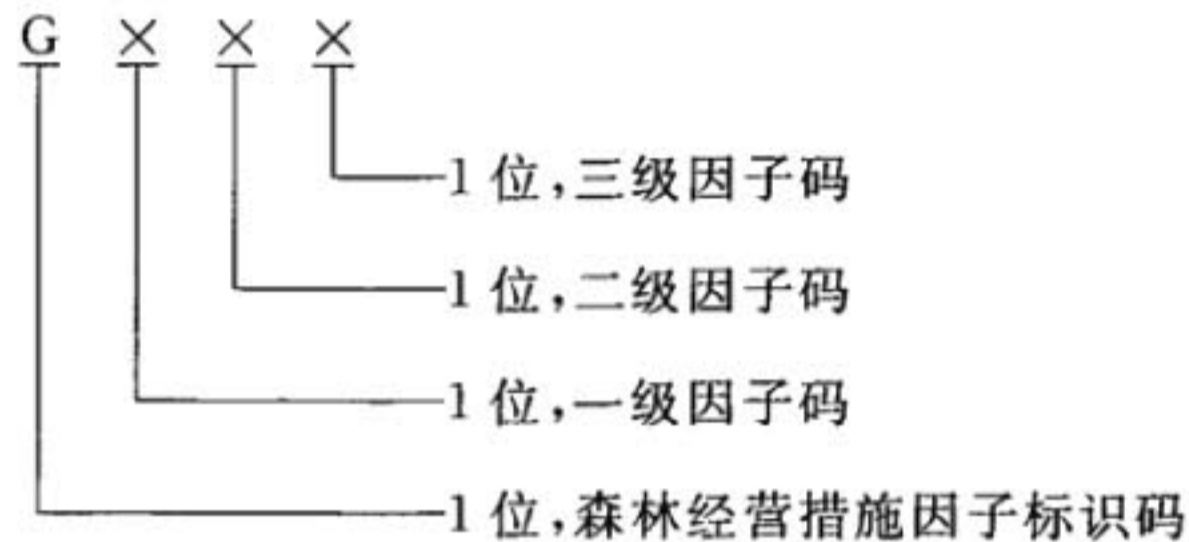 G × × ×
1 位,三级因子码
1 位,二级因子码
1 位,一级因子码
1 位,森林经营措施因子标识码